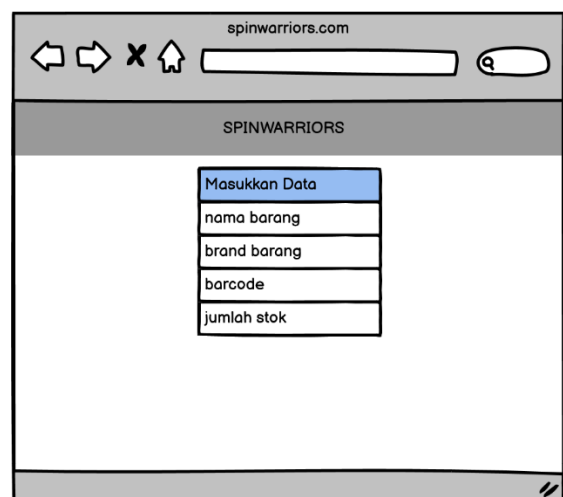 spinwarriors.com
SPINWARRIORS
Masukkan Data
nama barang
brand barang
barcode
jumlah stok